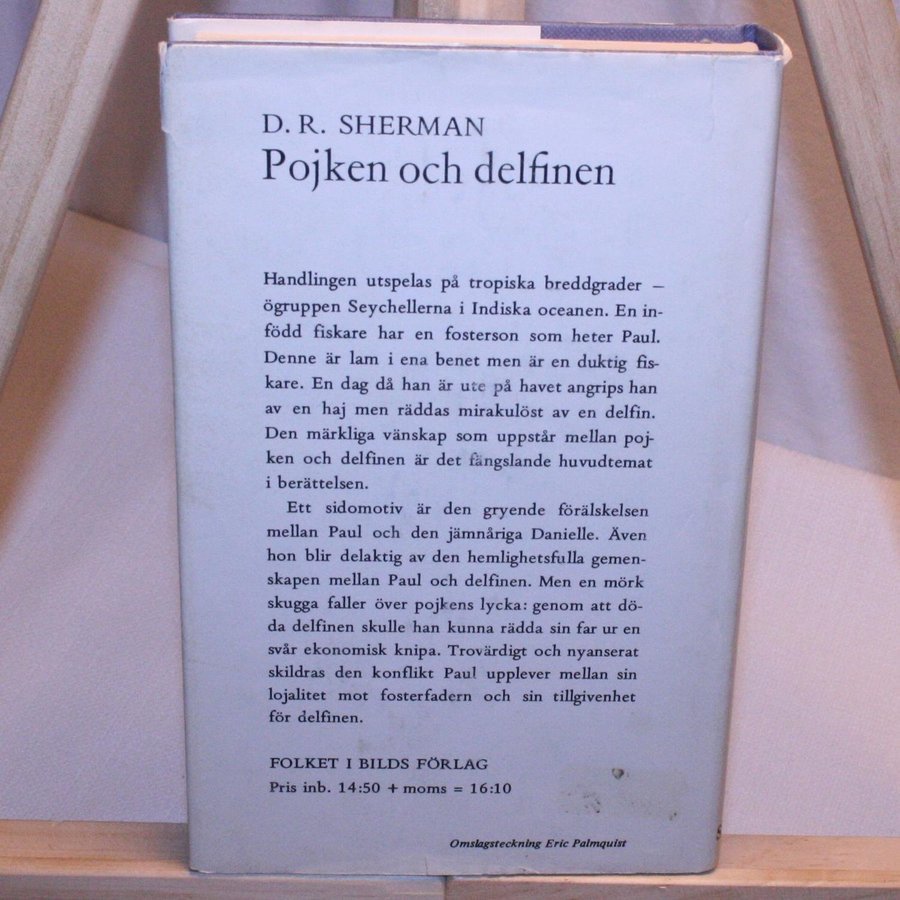 D. R. SHERMAN
Pojken och delfinen
Handlingen utspelas på tropiska breddgrader –
ögruppen Seychellerna i Indiska oceanen. En in-
född fiskare har en fosterson som heter Paul.
Denne är lam i ena benet men är en duktig fis-
kare. En dag då han är ute på havet angrips han
av en haj men räddas mirakulöst av en delfin.
Den märkliga vänskap som uppstår mellan poj-
ken och delfinen är det fängslande huvudtemat
i berättelsen.
Ett sidomotiv är den gryende förälskelsen
mellan Paul och den jämnåriga Danielle. Även
hon blir delaktig av den hemlighetsfulla gemen-
skapen mellan Paul och delfinen. Men en mörk
skugga faller över pojkens lycka: genom att dö-
da delfinen skulle han kunna rädda sin far ur en
svår ekonomisk knipa. Trovärdigt och nyanserat
skildras den konflikt Paul upplever mellan sin
lojalitet mot fosterfadern och sin tillgivenhet
för delfinen.
FOLKET I BILDS FÖRLAG
Pris inb. 14:50 + moms = 16:10
Omslagsteckning Eric Palmquist